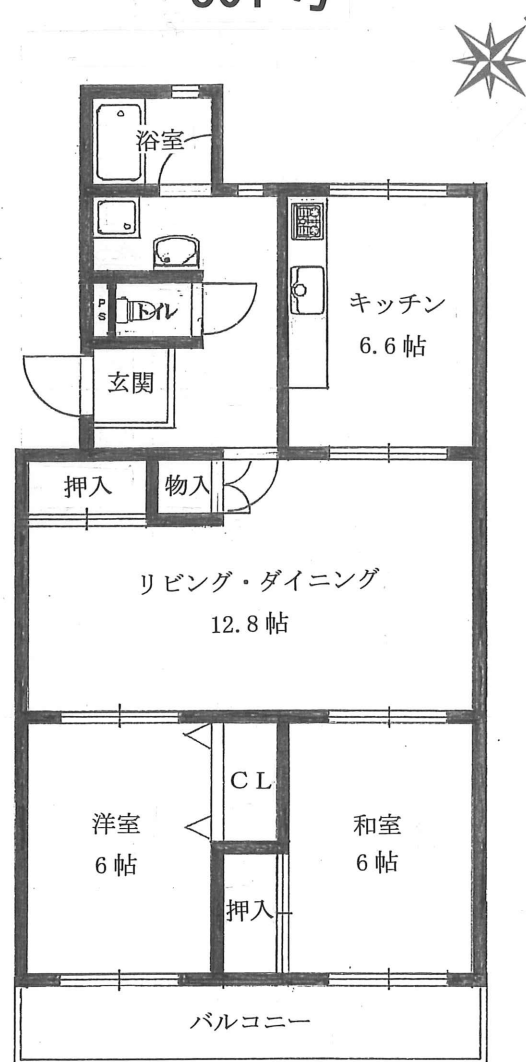 浴室
キッチン
6.6帖
PS
トイレ
玄関
押入
物入
リビング・ダイニング
12.8帖
CL
洋室
6帖
和室
6帖
押入
バルコニー